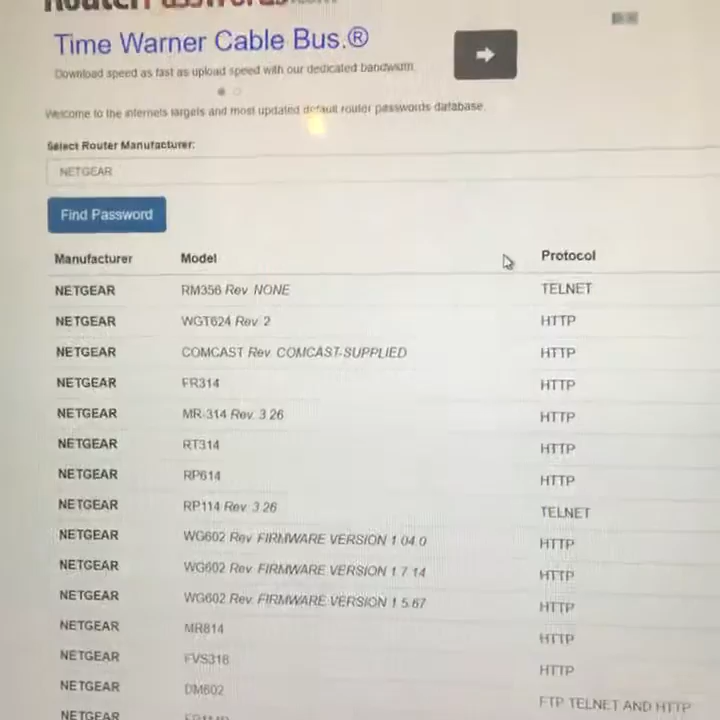 RouterPasswords.com
Time Warner Cable Bus.®
Download speed as fast as upload speed with our dedicated bandwidth.
Welcome to the internets largets and most updated default router passwords database.
Select Router Manufacturer:
NETGEAR
Find Password
Manufacturer Model Protocol
NETGEAR RM356 Rev. NONE TELNET
NETGEAR WGT624 Rev. 2 HTTP
NETGEAR COMCAST Rev. COMCAST-SUPPLIED HTTP
NETGEAR FR314 HTTP
NETGEAR MR-314 Rev. 3.26 HTTP
NETGEAR RT314 HTTP
NETGEAR RP614 HTTP
NETGEAR RP114 Rev. 3.26 TELNET
NETGEAR WG602 Rev. FIRMWARE VERSION 1.04.0 HTTP
NETGEAR WG602 Rev. FIRMWARE VERSION 1.7.14 HTTP
NETGEAR WG602 Rev. FIRMWARE VERSION 1.5.67 HTTP
NETGEAR MR814 HTTP
NETGEAR FVS318 HTTP
NETGEAR DM602 FTP TELNET AND HTTP
NETGEAR